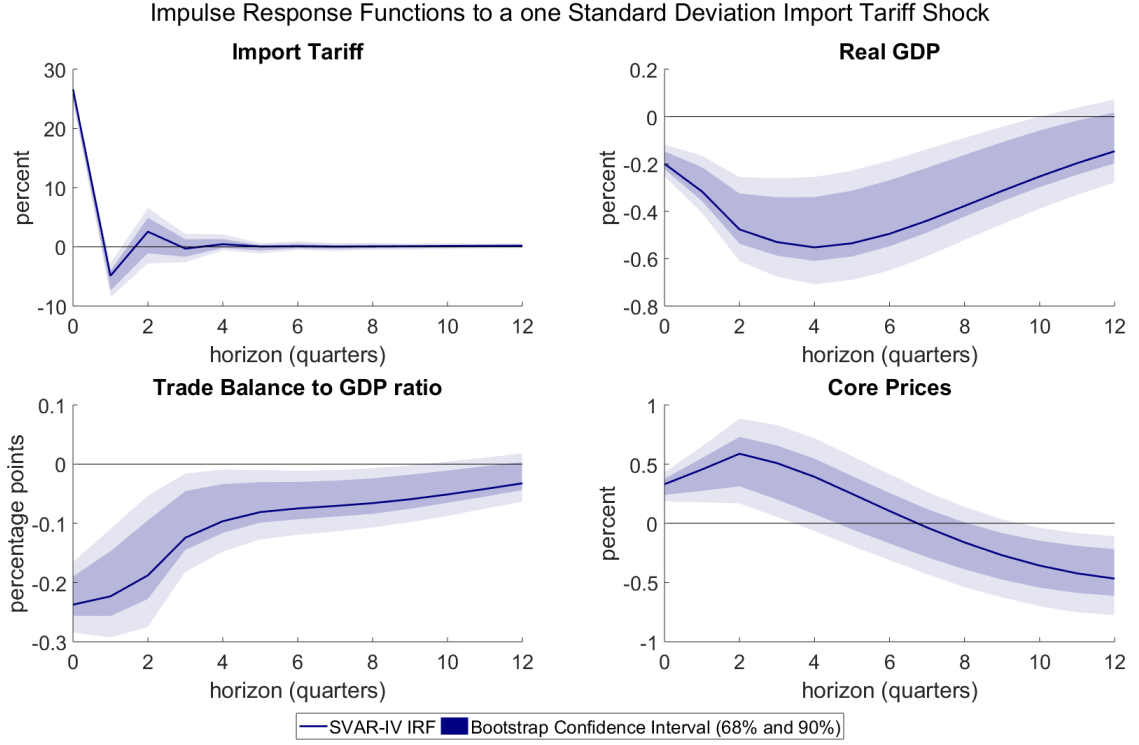 Impulse Response Functions to a one Standard Deviation Import Tariff Shock
Import Tariff
30
20
10
0
-10
percent
0 2 4 6 8 10 12
horizon (quarters)
Real GDP
0.2
0
-0.2
-0.4
-0.6
-0.8
percent
0 2 4 6 8 10 12
horizon (quarters)
Trade Balance to GDP ratio
0.1
0
-0.1
-0.2
-0.3
percentage points
0 2 4 6 8 10 12
horizon (quarters)
Core Prices
1
0.5
0
-0.5
-1
percent
0 2 4 6 8 10 12
horizon (quarters)
SVAR-IV IRF Bootstrap Confidence Interval (68% and 90%)